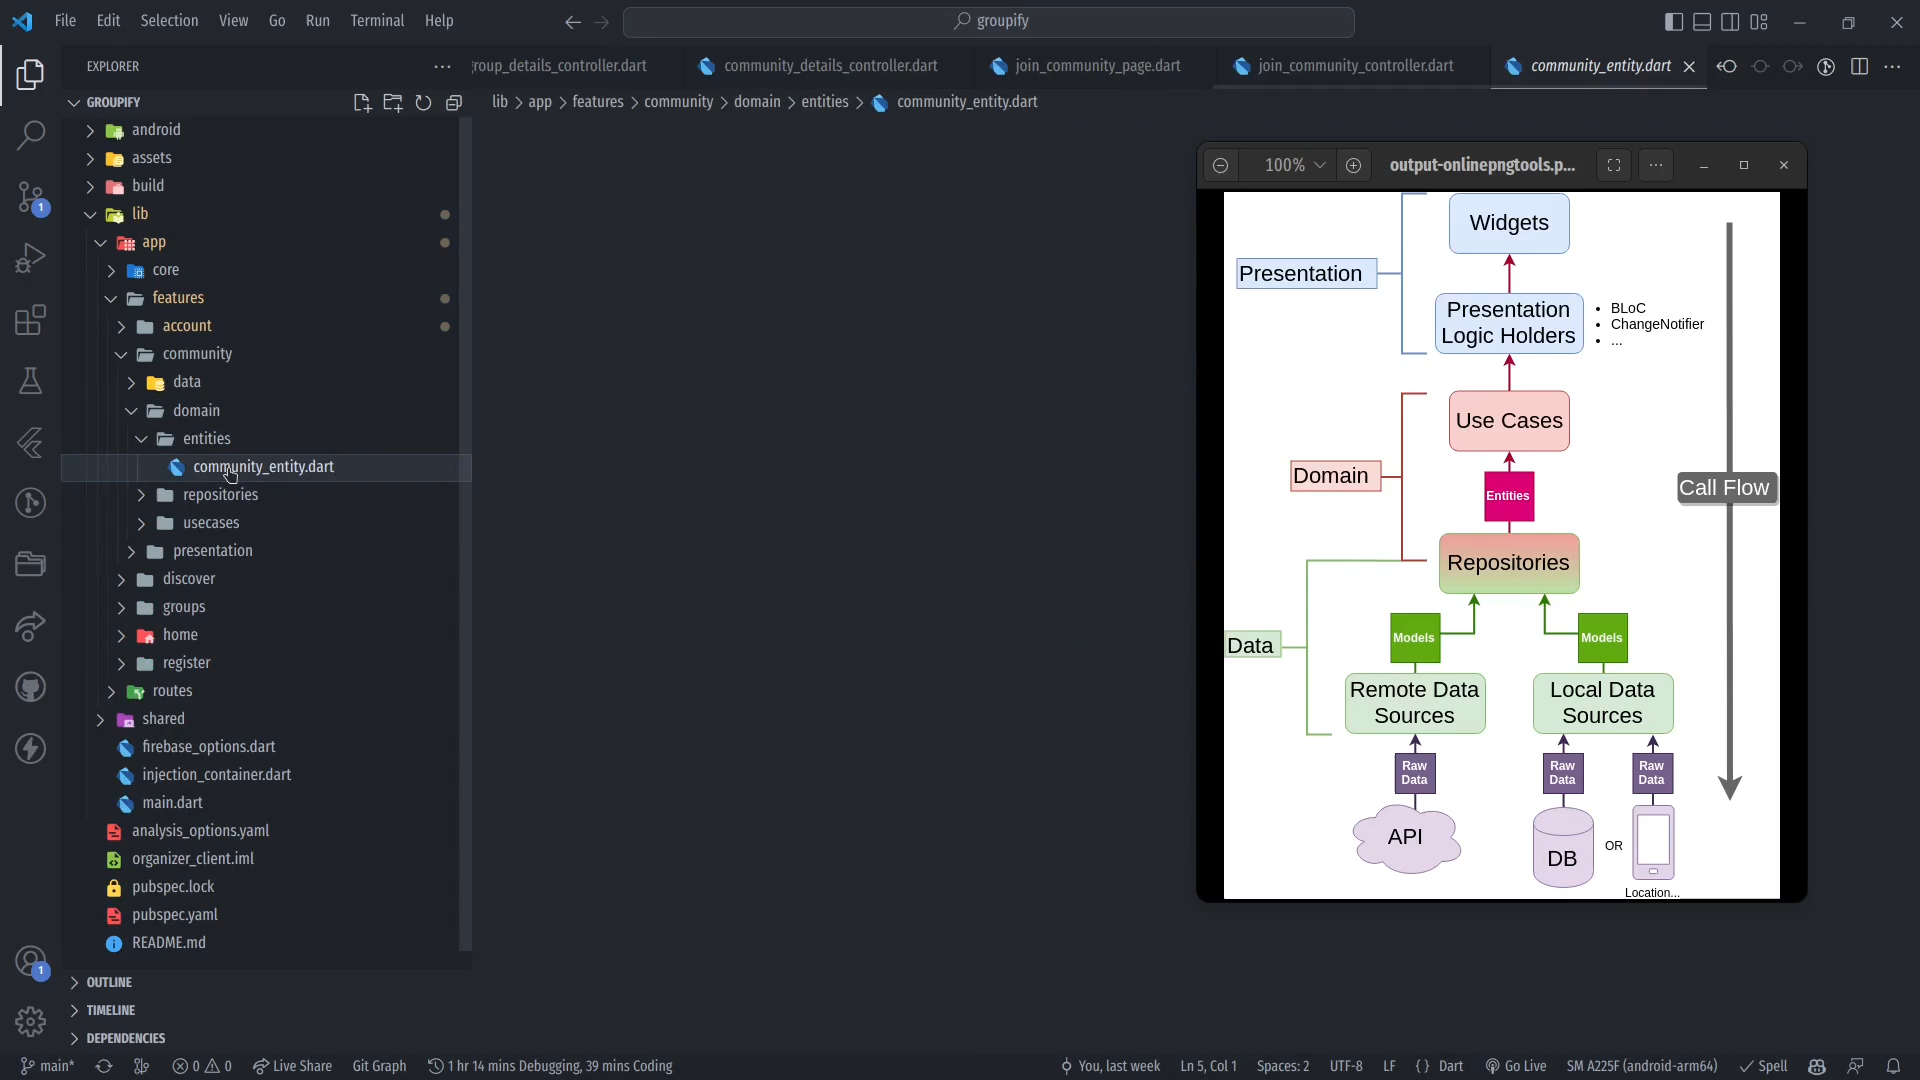 File Edit Selection View Go Run Terminal Help
groupify
EXPLORER
group_details_controller.dart
community_details_controller.dart
join_community_page.dart
join_community_controller.dart
community_entity.dart
GROUPIFY
lib > app > features > community > domain > entities > community_entity.dart
android
assets
build
lib
app
core
features
account
community
data
domain
entities
community_entity.dart
repositories
usecases
presentation
discover
groups
home
register
routes
shared
firebase_options.dart
injection_container.dart
main.dart
analysis_options.yaml
organizer_client.iml
pubspec.lock
pubspec.yaml
README.md
OUTLINE
TIMELINE
DEPENDENCIES
1
1
100%
output-onlinepngtools.p...
Widgets
Presentation
Presentation
Logic Holders
• BLoC
• ChangeNotifier
• ...
Use Cases
Domain
Entities
Call Flow
Repositories
Models
Models
Data
Remote Data
Sources
Local Data
Sources
Raw
Data
Raw
Data
Raw
Data
API
DB
OR
Location...
main*
0
0
Live Share
Git Graph
1 hr 14 mins Debugging, 39 mins Coding
You, last week
Ln 5, Col 1
Spaces: 2
UTF-8
LF
{ } Dart
Go Live
SM A225F (android-arm64)
Spell